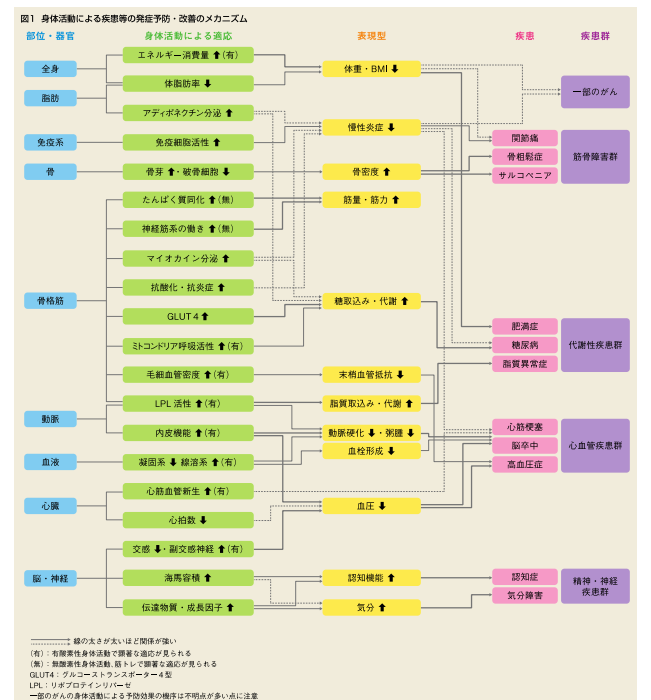 図1 身体活動による疾患等の発症予防・改善のメカニズム
部位・器官
身体活動による適応
表現型
疾患
疾患群
全身
脂肪
免疫系
骨
骨格筋
動脈
血液
心臓
脳・神経
エネルギー消費量⬆(有)
体脂肪率⬇
アディポネクチン分泌⬆
免疫細胞活性⬆
骨芽⬆・破骨細胞⬇
たんぱく質同化⬆(無)
神経筋系の働き⬆(無)
マイオカイン分泌⬆
抗酸化・抗炎症⬆
GLUT4⬆
ミトコンドリア呼吸活性⬆(有)
毛細血管密度⬆(有)
LPL活性⬆(有)
内皮機能⬆(有)
凝固系⬇線溶系⬆(有)
心筋血管新生⬆(有)
心拍数⬇
交感⬇・副交感神経⬆(有)
海馬容積⬆
伝達物質・成長因子⬆
体重・BMI⬇
慢性炎症⬇
骨密度⬆
筋量・筋力⬆
糖取込み・代謝⬆
末梢血管抵抗⬇
脂質取込み・代謝⬆
動脈硬化⬇・粥腫⬇
血栓形成⬇
血圧⬇
認知機能⬆
気分⬆
関節痛
骨粗鬆症
サルコペニア
肥満症
糖尿病
脂質異常症
心筋梗塞
脳卒中
高血圧症
認知症
気分障害
一部のがん
筋骨障害群
代謝性疾患群
心血管疾患群
精神・神経
疾患群
線の太さが太いほど関係が強い
(有):有酸素性身体活動で顕著な適応が見られる
(無):無酸素性身体活動、筋トレで顕著な適応が見られる
GLUT4:グルコーストランスポーター4型
LPL:リポプロテインリパーゼ
一部のがんの身体活動による予防効果の機序は不明点が多い点に注意